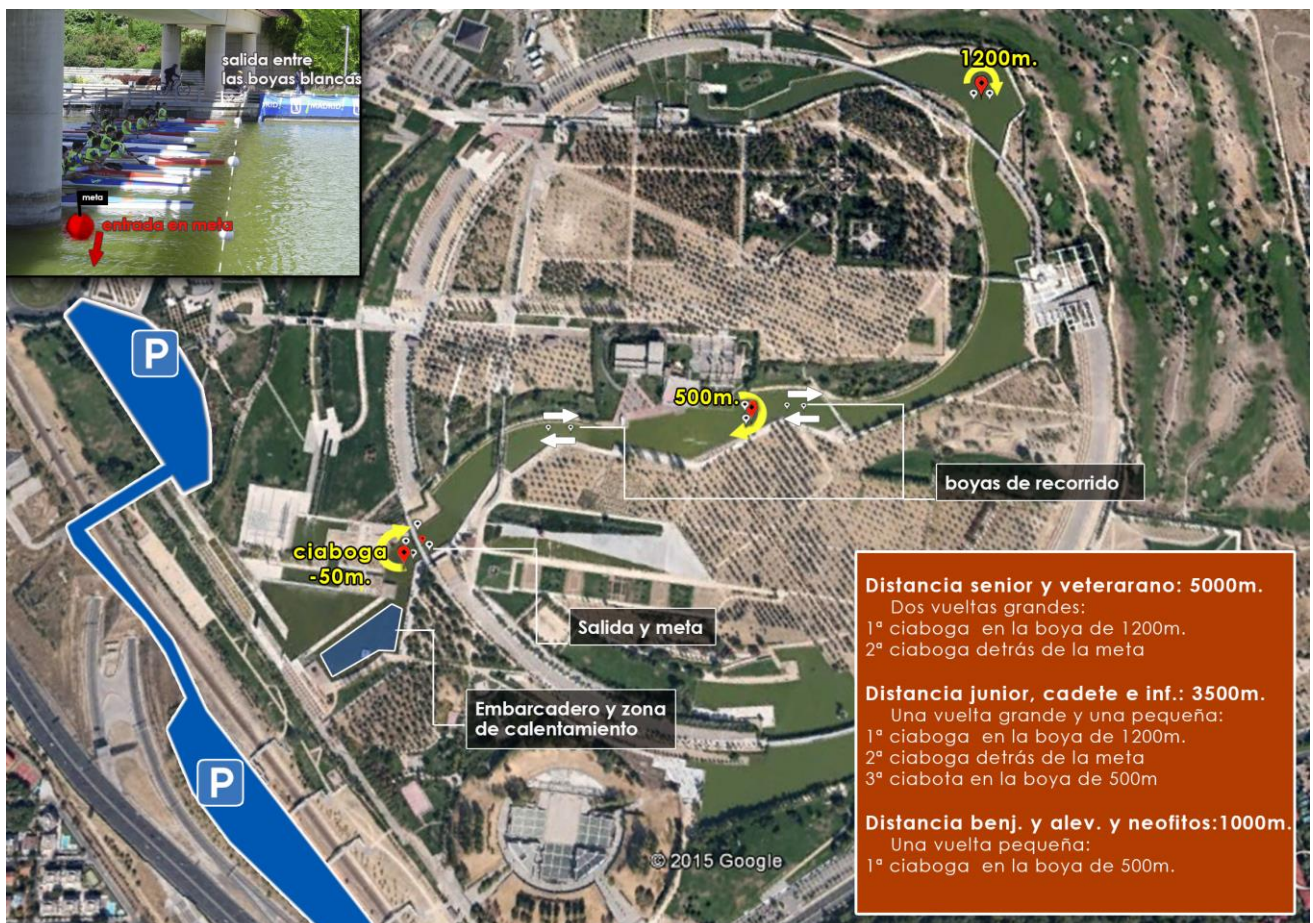 salida entre
las boyas blancas
MADRID
meta
entrada en meta
1200m.
P
500m.
boyas de recorrido
ciaboga
-50m.
Salida y meta
Embarcadero y zona
de calentamiento
P
© 2015 Google
Distancia senior y veterarano: 5000m.
Dos vueltas grandes:
1ª ciaboga en la boya de 1200m.
2ª ciaboga detrás de la meta
Distancia junior, cadete e inf.: 3500m.
Una vuelta grande y una pequeña:
1ª ciaboga en la boya de 1200m.
2ª ciaboga detrás de la meta
3ª ciabota en la boya de 500m
Distancia benj. y alev. y neofitos:1000m.
Una vuelta pequeña:
1ª ciaboga en la boya de 500m.